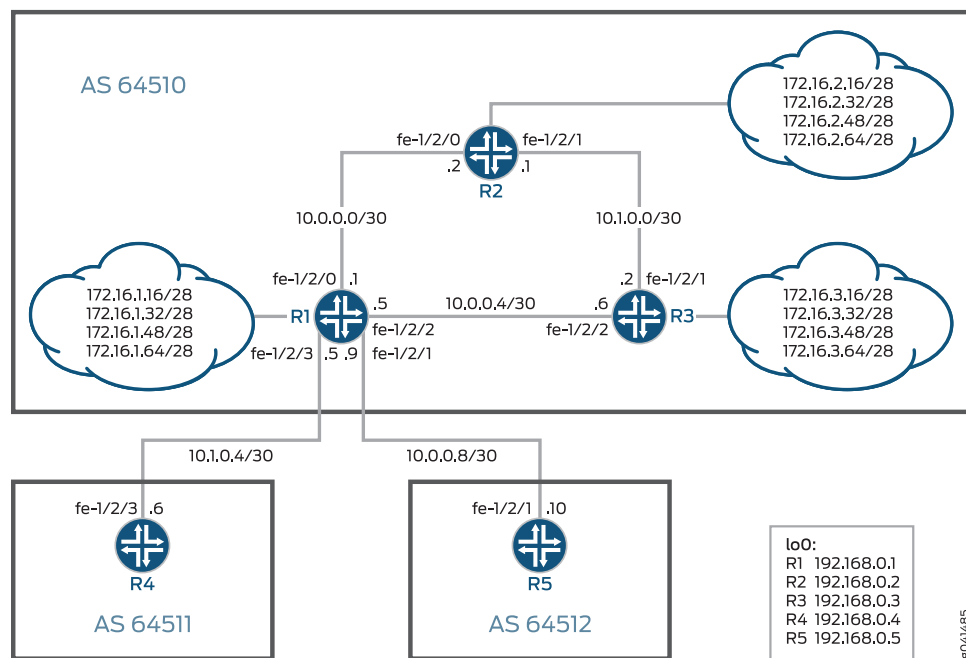 AS 64510
172.16.2.16/28
172.16.2.32/28
172.16.2.48/28
172.16.2.64/28
fe-1/2/0
fe-1/2/1
.2
.1
R2
10.0.0.0/30
10.1.0.0/30
172.16.1.16/28
172.16.1.32/28
172.16.1.48/28
172.16.1.64/28
fe-1/2/0 .1
R1
.5
fe-1/2/2
fe-1/2/3 .5 .9 fe-1/2/1
10.0.0.4/30
.2 fe-1/2/1
.6
fe-1/2/2
R3
172.16.3.16/28
172.16.3.32/28
172.16.3.48/28
172.16.3.64/28
10.1.0.4/30
10.0.0.8/30
fe-1/2/3 .6
R4
AS 64511
fe-1/2/1 .10
R5
AS 64512
lo0:
R1 192.168.0.1
R2 192.168.0.2
R3 192.168.0.3
R4 192.168.0.4
R5 192.168.0.5
g041485